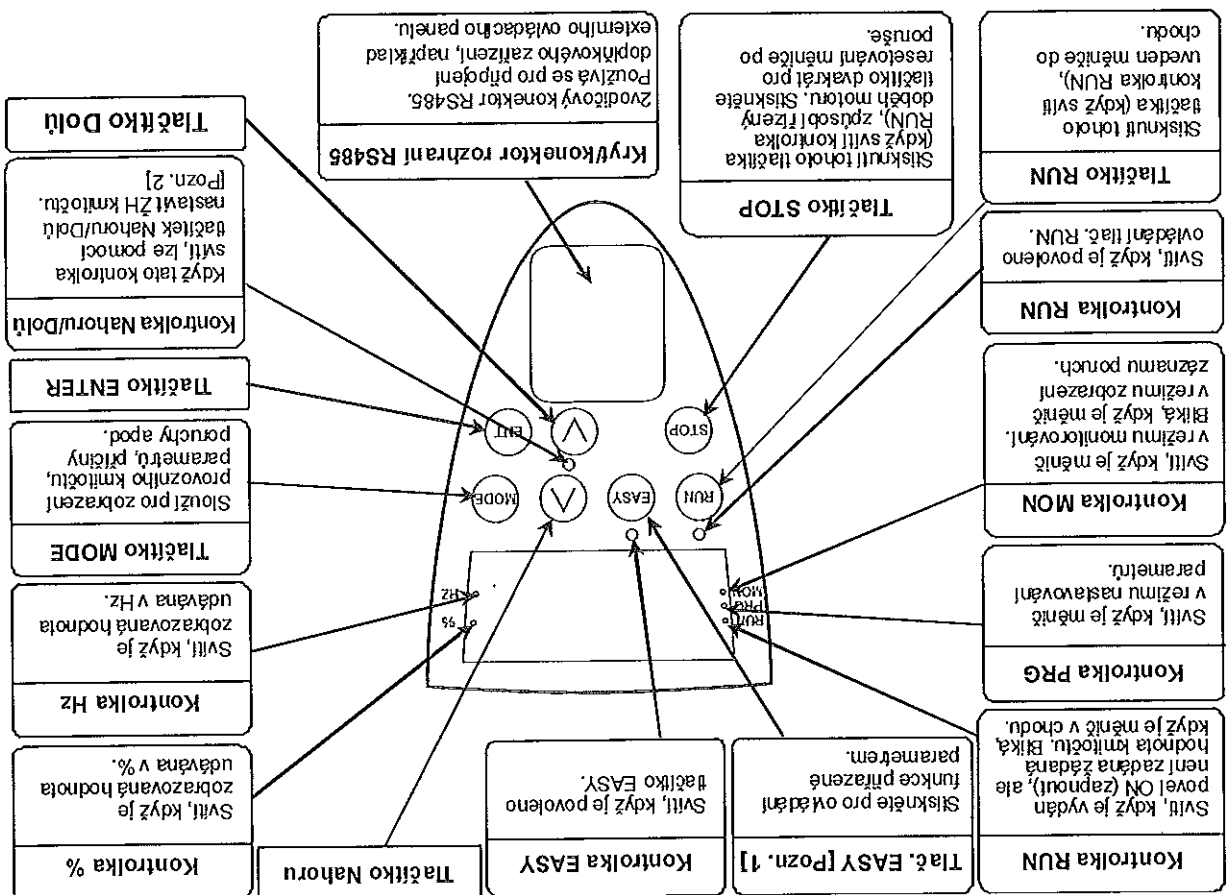 Kontrolka RUN
Svítí, když je vydán
povel ON (zapnout), ale
není zadána žádaná
hodnota kmitočtu. Bliká,
když je měnič v chodu.
Tlač. EASY [Pozn. 1]
Stiskněte pro ovládání
funkce přiřazené
parametrem.
Kontrolka EASY
Svítí, když je povoleno
tlačítko EASY.
Tlačítko Nahoru
Kontrolka %
Svítí, když je
zobrazovaná hodnota
udávána v %.
Kontrolka PRG
Svítí, když je měnič
v režimu nastavování
parametrů.
Kontrolka MON
Svítí, když je měnič
v režimu monitorování.
Bliká, když je měnič
v režimu zobrazení
záznamu poruch.
Kontrolka RUN
Svítí, když je povoleno
ovládání tlač. RUN.
Tlačítko RUN
Stisknutí tohoto
tlačítka (když svítí
kontrolka RUN),
uveden měniče do
chodu.
RUN
PRG
MON
%
HZ
RUN
EASY
MODE
STOP
ENT
Kontrolka Hz
Svítí, když je
zobrazovaná hodnota
udávána v Hz.
Tlačítko MODE
Slouží pro zobrazení
provozního kmitočtu,
parametrů, příčiny
poruchy apod.
Tlačítko ENTER
Kontrolka Nahoru/Dolů
Když tato kontrolka
svítí, lze pomocí
tlačítek Nahoru/Dolů
nastavit ŽH kmitočtu.
[Pozn. 2]
Tlačítko STOP
Stisknutí tohoto tlačítka
(když svítí kontrolka
RUN), způsobí řízený
doběh motoru. Stiskněte
tlačítko dvakrát pro
resetování měniče po
poruše.
Kryt/konektor rozhraní RS485
2vodičový konektor RS485.
Používá se pro připojení
doplňkového zařízení, například
externího ovládacího panelu.
Tlačítko Dolů